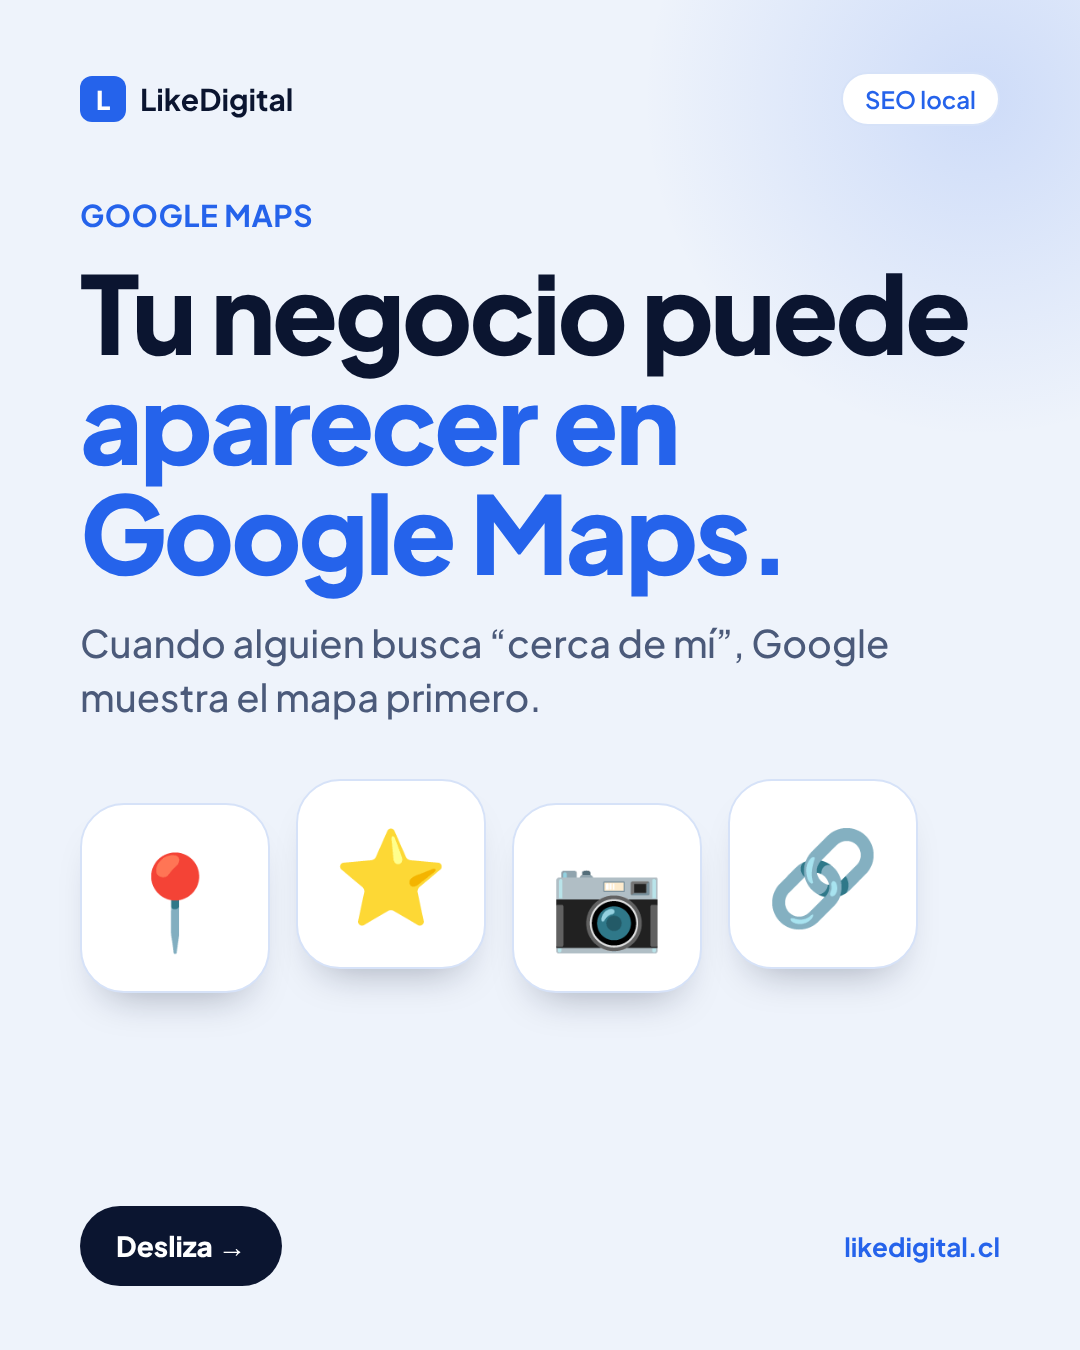 L LikeDigital
SEO local
GOOGLE MAPS
Tu negocio puede
aparecer en
Google Maps.
Cuando alguien busca “cerca de mí”, Google
muestra el mapa primero.
Desliza →
likedigital.cl